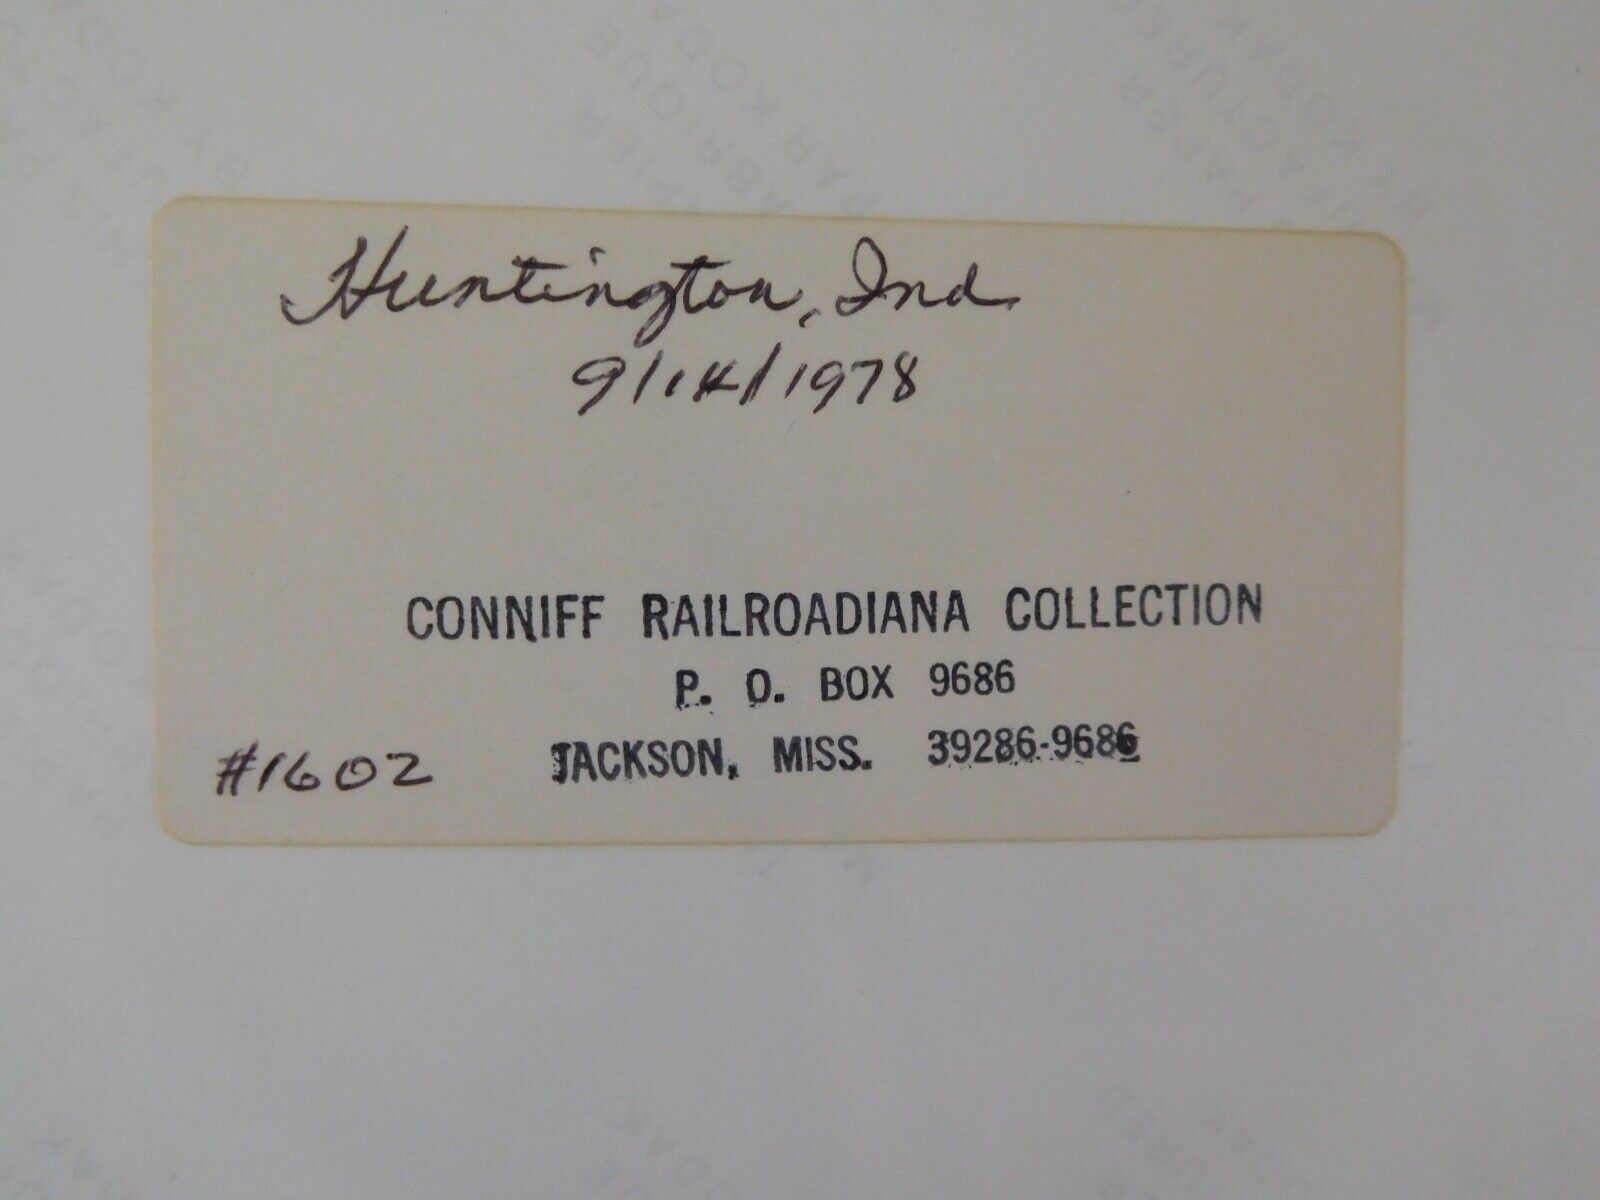 Huntington, Ind.
9/14/1978
CONNIFF RAILROADIANA COLLECTION
P. O. BOX 9686
#1602 JACKSON, MISS. 39286-9686